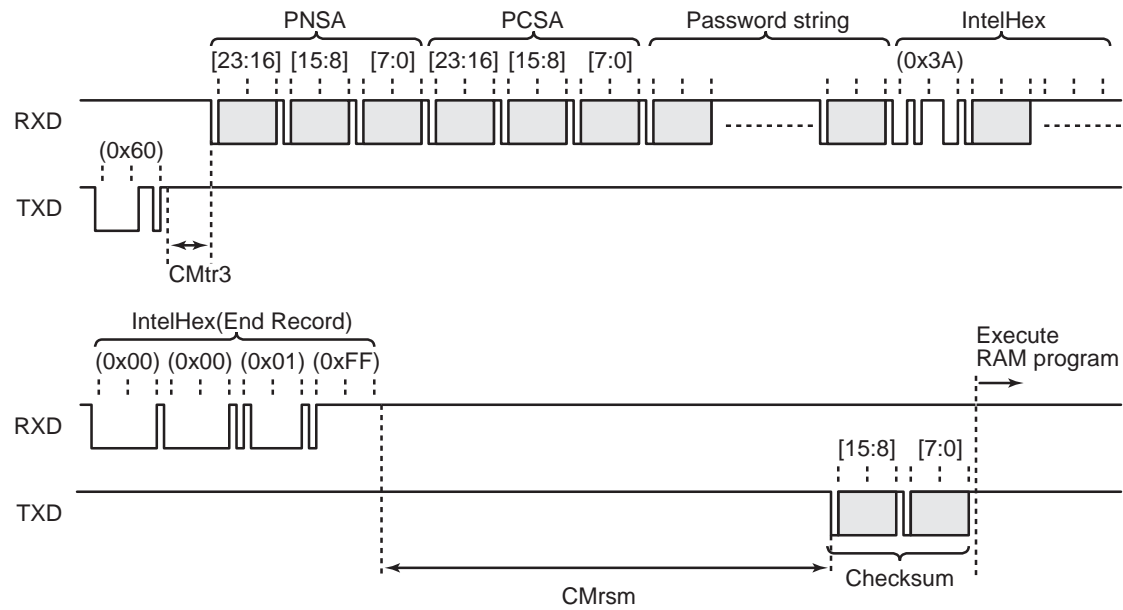 PNSA PCSA Password string IntelHex
[23:16] [15:8] [7:0] [23:16] [15:8] [7:0] (0x3A)
RXD
(0x60)
TXD
CMtr3
IntelHex(End Record)
(0x00) (0x00) (0x01) (0xFF)
Execute
RAM program
RXD
[15:8] [7:0]
TXD
Checksum
CMrsm